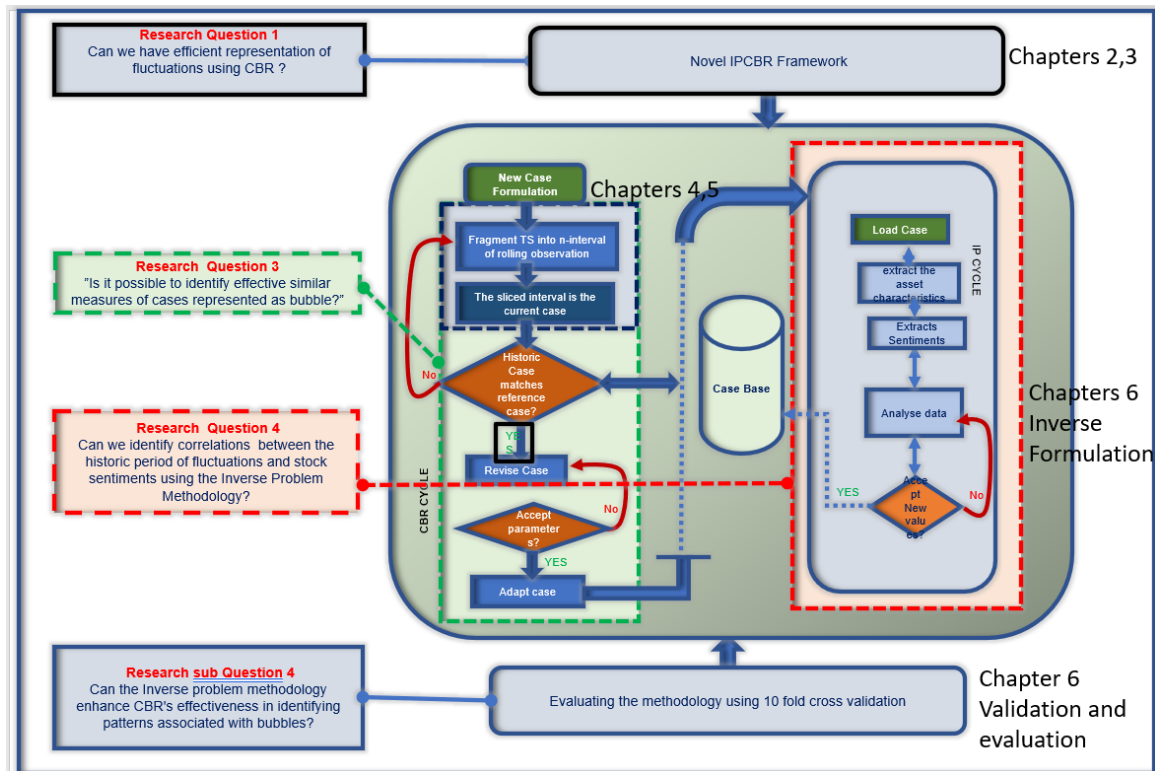 Research Question 1
Can we have efficient representation of
fluctuations using CBR ?
Novel IPCBR Framework
Chapters 2,3
New Case
Formulation
Chapters 4,5
Fragment TS into n-interval
of rolling observation
The sliced interval is the
current case
Historic
Case
matches
reference
case?
No
YE
S
Revise Case
Accept
parameter
s?
No
YES
Adapt case
CBR CYCLE
Case Base
Load Case
IP CYCLE
extract the
asset
characteristics
Extracts
Sentiments
Analyse data
Acce
pt
New
valu
es?
No
YES
Chapters 6
Inverse
Formulation
Research Question 3
"Is it possible to identify effective similar
measures of cases represented as bubble?"
Research Question 4
Can we identify correlations between the
historic period of fluctuations and stock
sentiments using the Inverse Problem
Methodology?
Research sub Question 4
Can the Inverse problem methodology
enhance CBR's effectiveness in identifying
patterns associated with bubbles?
Evaluating the methodology using 10 fold cross validation
Chapter 6
Validation and
evaluation